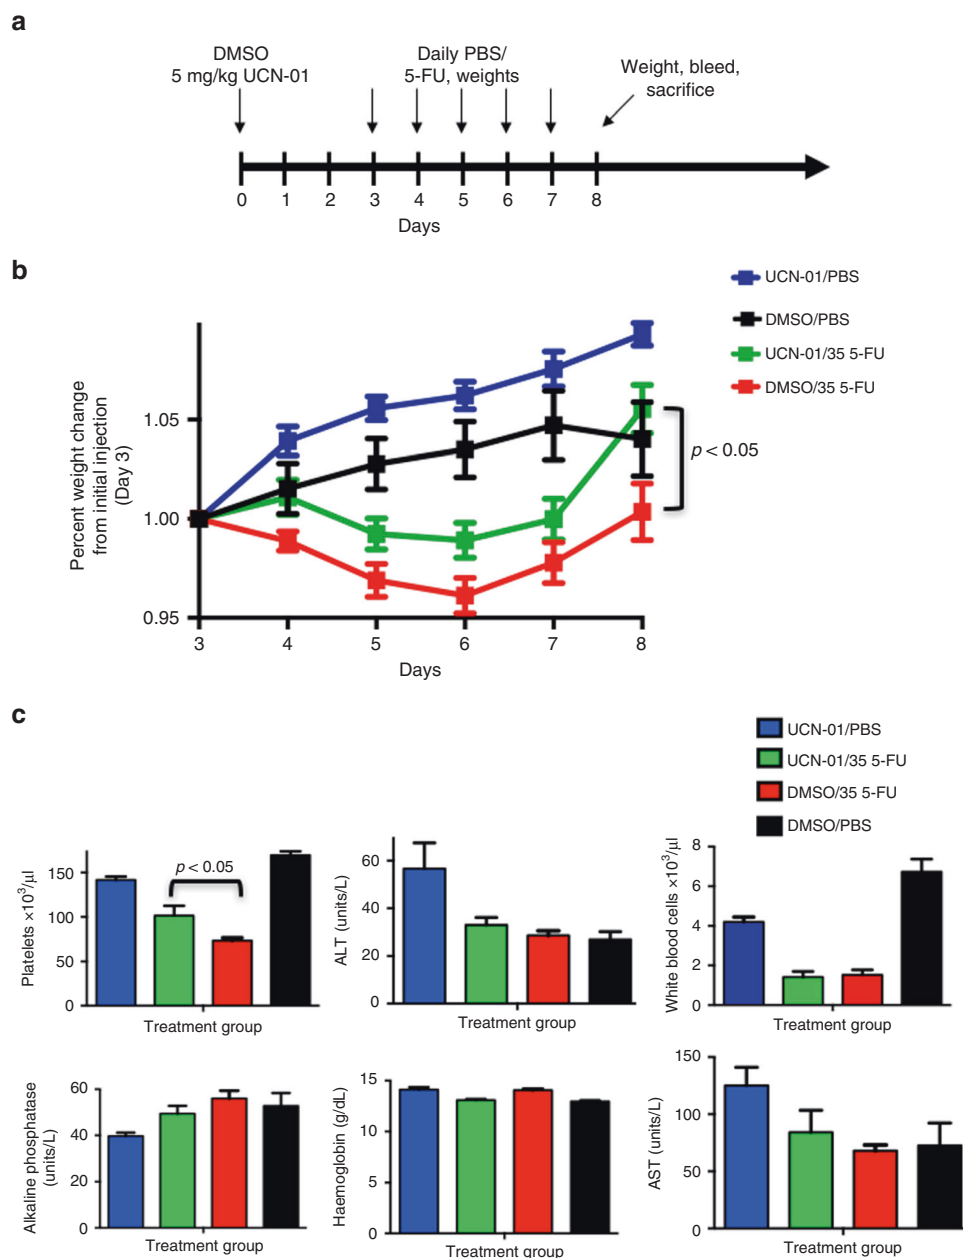 a
DMSO
5 mg/kg UCN-01
Daily PBS/
5-FU, weights
Weight, bleed,
sacrifice
0 1 2 3 4 5 6 7 8
Days
b
UCN-01/PBS
DMSO/PBS
UCN-01/35 5-FU
DMSO/35 5-FU
Percent weight change
from initial injection
(Day 3)
1.05
1.00
0.95
p < 0.05
3 4 5 6 7 8
Days
c
UCN-01/PBS
UCN-01/35 5-FU
DMSO/35 5-FU
DMSO/PBS
Platelets ×10³/µl
150
100
50
0
p < 0.05
Treatment group
ALT (units/L)
60
40
20
0
Treatment group
White blood cells ×10³/µl
8
6
4
2
0
Treatment group
Alkaline phosphatase
(units/L)
60
40
20
0
Treatment group
Haemoglobin (g/dL)
15
10
5
0
Treatment group
AST (units/L)
150
100
50
0
Treatment group